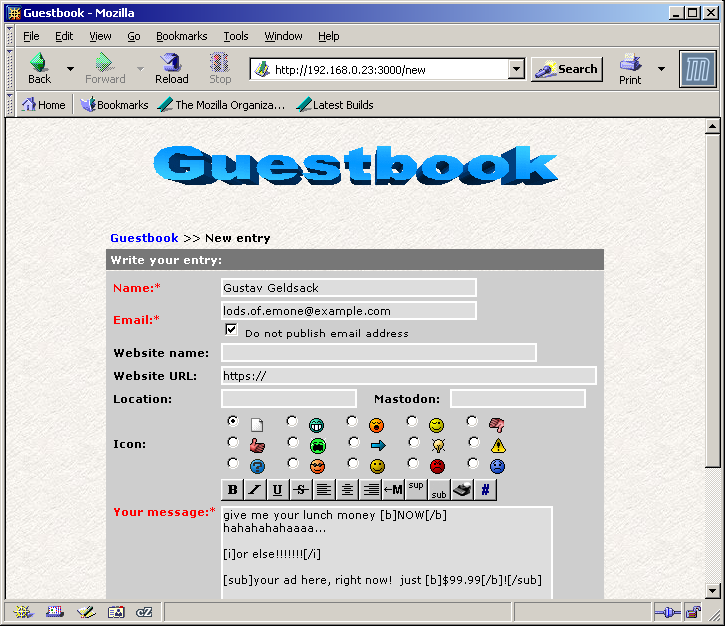 Guestbook - Mozilla
File Edit View Go Bookmarks Tools Window Help
Back Forward Reload Stop http://192.168.0.23:3000/new Search Print m
Home Bookmarks The Mozilla Organiza... Latest Builds
Guestbook
Guestbook >> New entry
Write your entry:
Name:* Gustav Geldsack
Email:* lods.of.emone@example.com
Do not publish email address
Website name:
Website URL: https://
Location: Mastodon:
Icon:
B I U S ←M sup sub #
Your message:* give me your lunch money [b]NOW[/b]
hahahahahaaaa...
[i]or else!!!!!!![/i]
[sub]your ad here, right now!  just [b]$99.99[/b]![/sub]
cZ